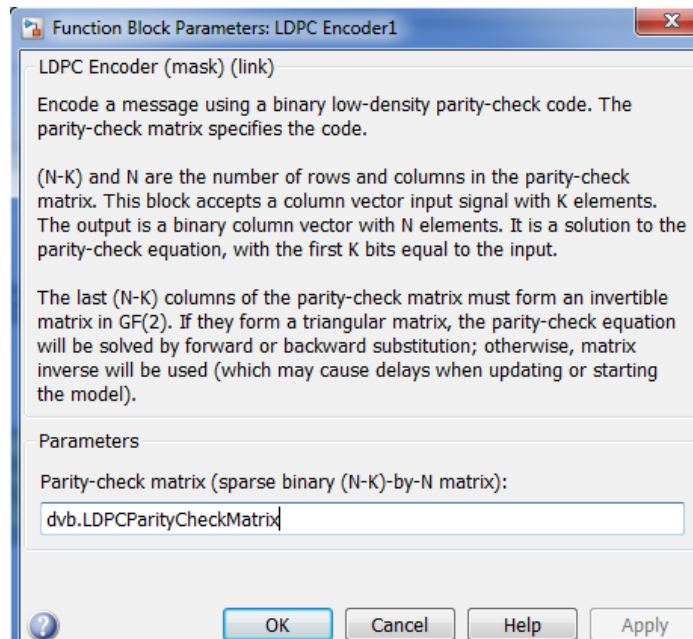 Function Block Parameters: LDPC Encoder1
LDPC Encoder (mask) (link)
Encode a message using a binary low-density parity-check code. The
parity-check matrix specifies the code.
(N-K) and N are the number of rows and columns in the parity-check
matrix. This block accepts a column vector input signal with K elements.
The output is a binary column vector with N elements. It is a solution to the
parity-check equation, with the first K bits equal to the input.
The last (N-K) columns of the parity-check matrix must form an invertible
matrix in GF(2). If they form a triangular matrix, the parity-check equation
will be solved by forward or backward substitution; otherwise, matrix
inverse will be used (which may cause delays when updating or starting
the model).
Parameters
Parity-check matrix (sparse binary (N-K)-by-N matrix):
dvb.LDPCParityCheckMatrix
OK Cancel Help Apply